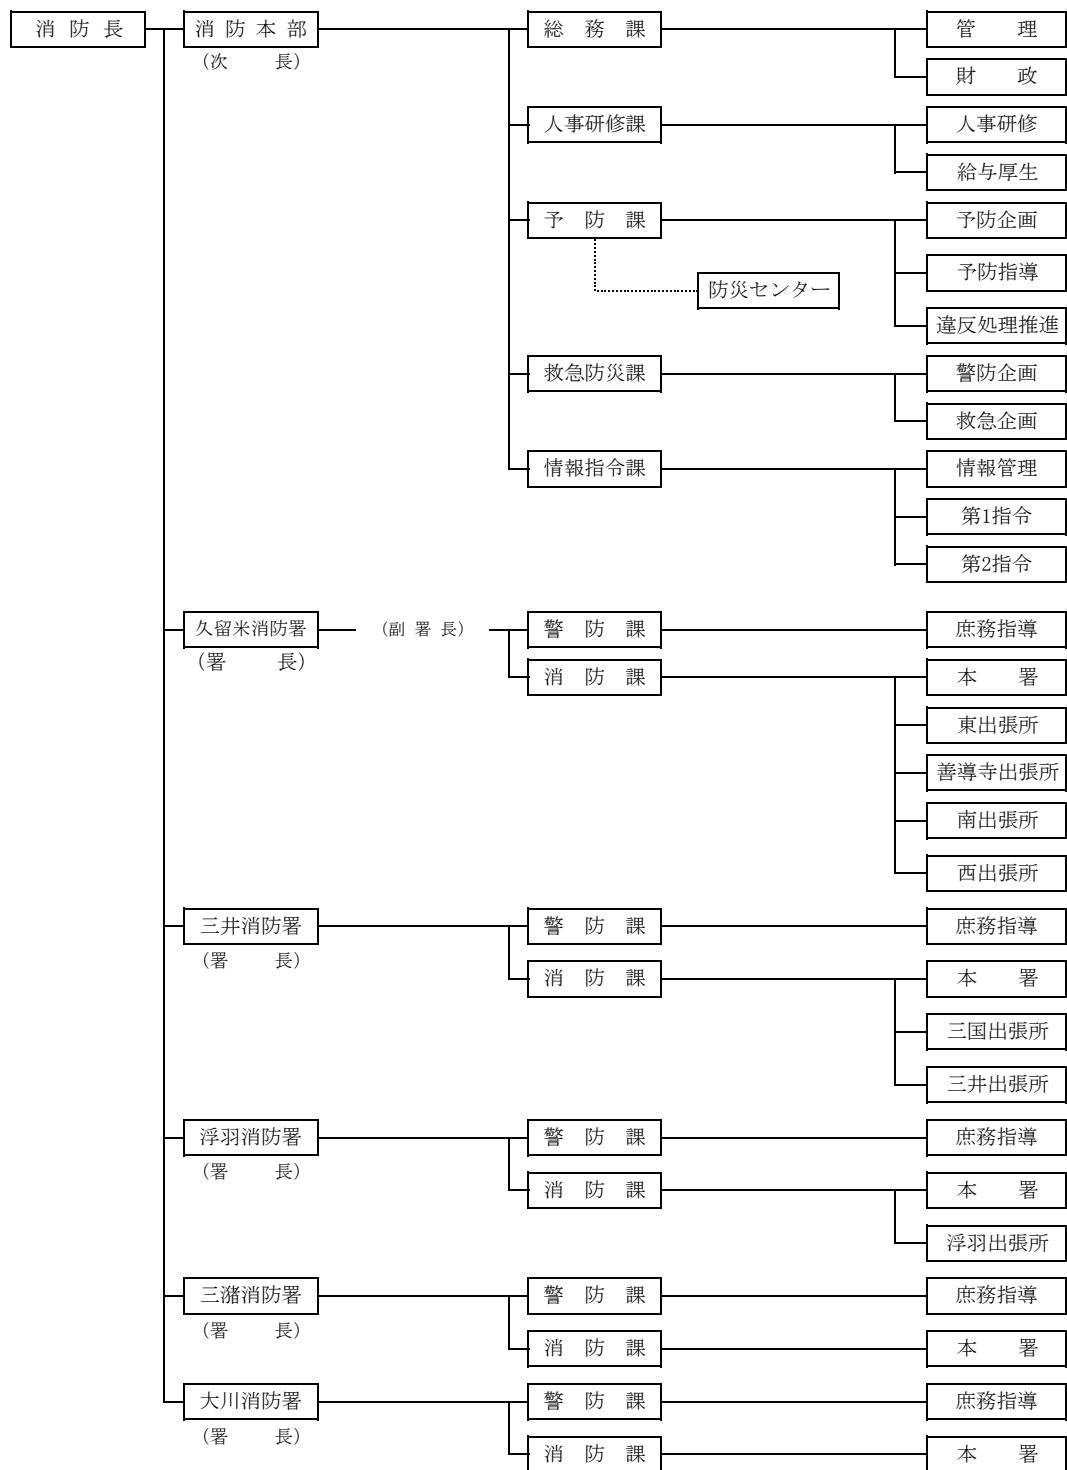 消 防 長 消 防 本 部 総 務 課 管 理
（次 長）
財 政
人事研修課 人事研修
給与厚生
予 防 課 予防企画
予防指導
防災センター
違反処理推進
救急防災課 警防企画
救急企画
情報指令課 情報管理
第1指令
第2指令
久留米消防署 （副 署 長） 警 防 課 庶務指導
（署 長）
消 防 課 本 署
東出張所
善導寺出張所
南出張所
西出張所
三井消防署 警 防 課 庶務指導
（署 長）
消 防 課 本 署
三国出張所
三井出張所
浮羽消防署 警 防 課 庶務指導
（署 長）
消 防 課 本 署
浮羽出張所
三潴消防署 警 防 課 庶務指導
（署 長）
消 防 課 本 署
大川消防署 警 防 課 庶務指導
（署 長）
消 防 課 本 署